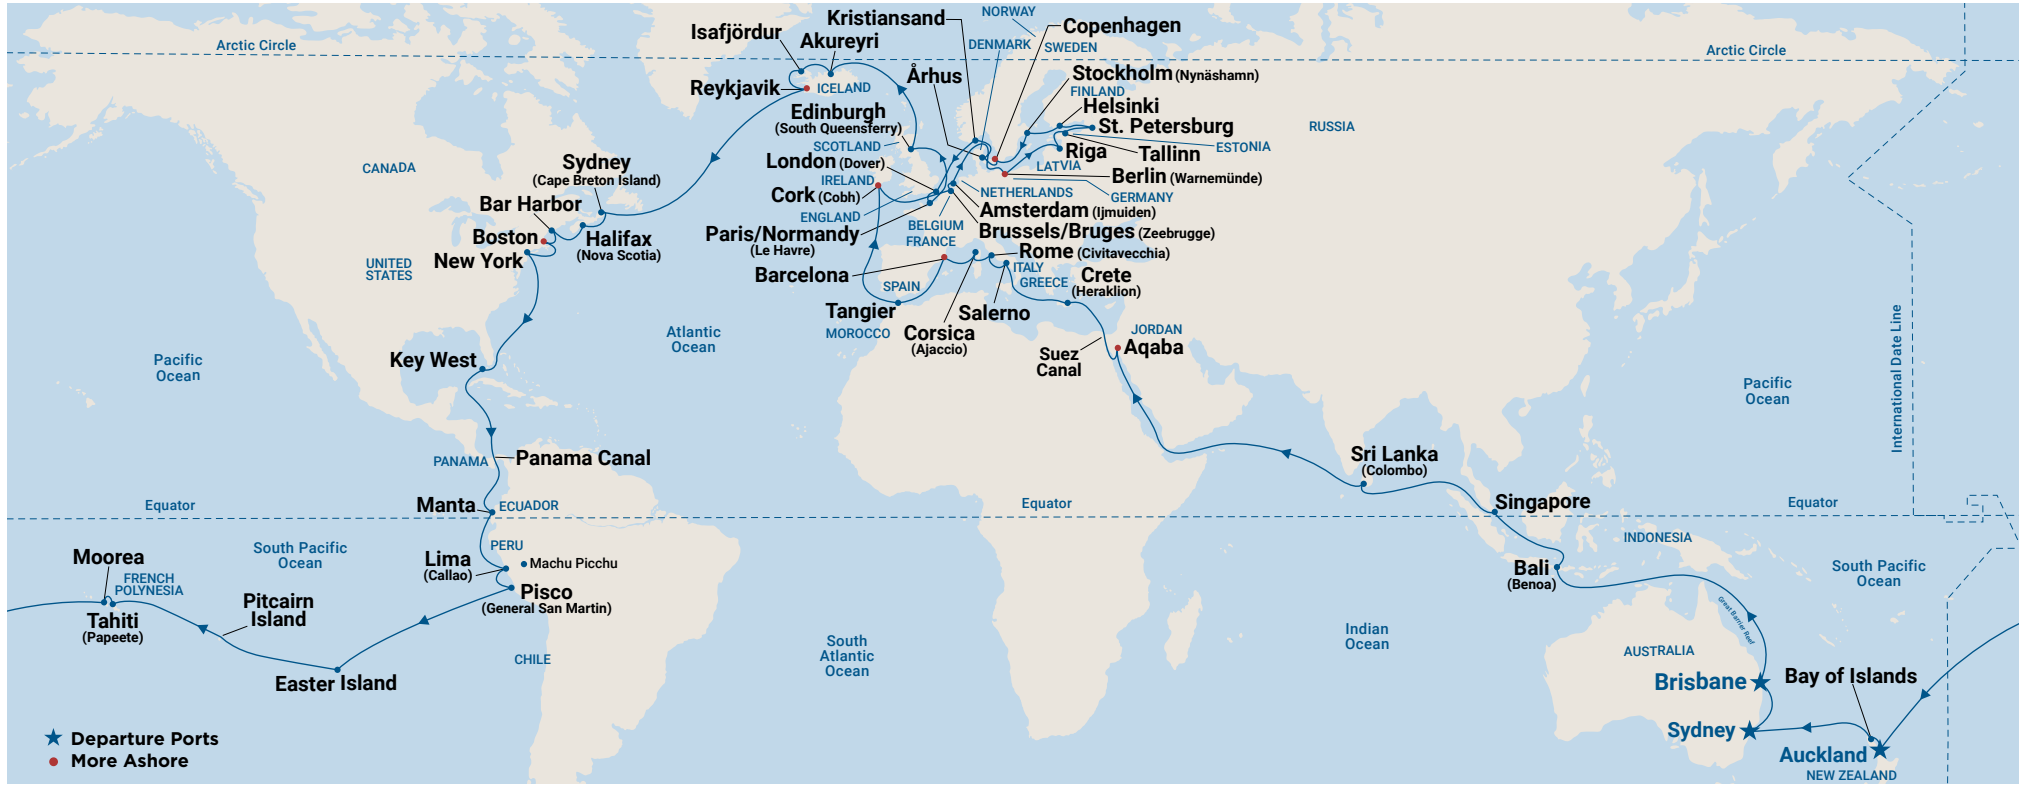 NORWAY
Kristiansand
Copenhagen
Isafjördur
Akureyri
DENMARK
SWEDEN
Arctic Circle
Arctic Circle
Århus
Stockholm (Nynäshamn)
Reykjavik
ICELAND
FINLAND
Helsinki
Edinburgh
(South Queensferry)
St. Petersburg
RUSSIA
SCOTLAND
ESTONIA
Riga
Tallinn
Sydney
(Cape Breton Island)
London (Dover)
LATVIA
CANADA
IRELAND
Berlin (Warnemünde)
Cork (Cobh)
NETHERLANDS
GERMANY
Bar Harbor
ENGLAND
Amsterdam (Ijmuiden)
BELGIUM
Brussels/Bruges (Zeebrugge)
Boston
Halifax
(Nova Scotia)
Paris/Normandy
(Le Havre)
FRANCE
New York
Rome (Civitavecchia)
UNITED
STATES
Barcelona
ITALY
Crete
(Heraklion)
SPAIN
GREECE
Tangier
Salerno
MOROCCO
Corsica
(Ajaccio)
JORDAN
Aqaba
Suez
Canal
Atlantic
Ocean
Key West
Pacific
Ocean
Pacific
Ocean
International Date Line
PANAMA
Panama Canal
Sri Lanka
(Colombo)
Equator
Manta
ECUADOR
Equator
Singapore
Equator
South Pacific
Ocean
PERU
INDONESIA
Moorea
Lima
(Callao)
Machu Picchu
Bali
(Benoa)
South Pacific
Ocean
FRENCH
POLYNESIA
Pisco
(General San Martin)
Pitcairn
Island
Tahiti
(Papeete)
Great Barrier Reef
South
Atlantic
Ocean
Indian
Ocean
AUSTRALIA
CHILE
Easter Island
Brisbane
Bay of Islands
Sydney
Auckland
NEW ZEALAND
Departure Ports
More Ashore